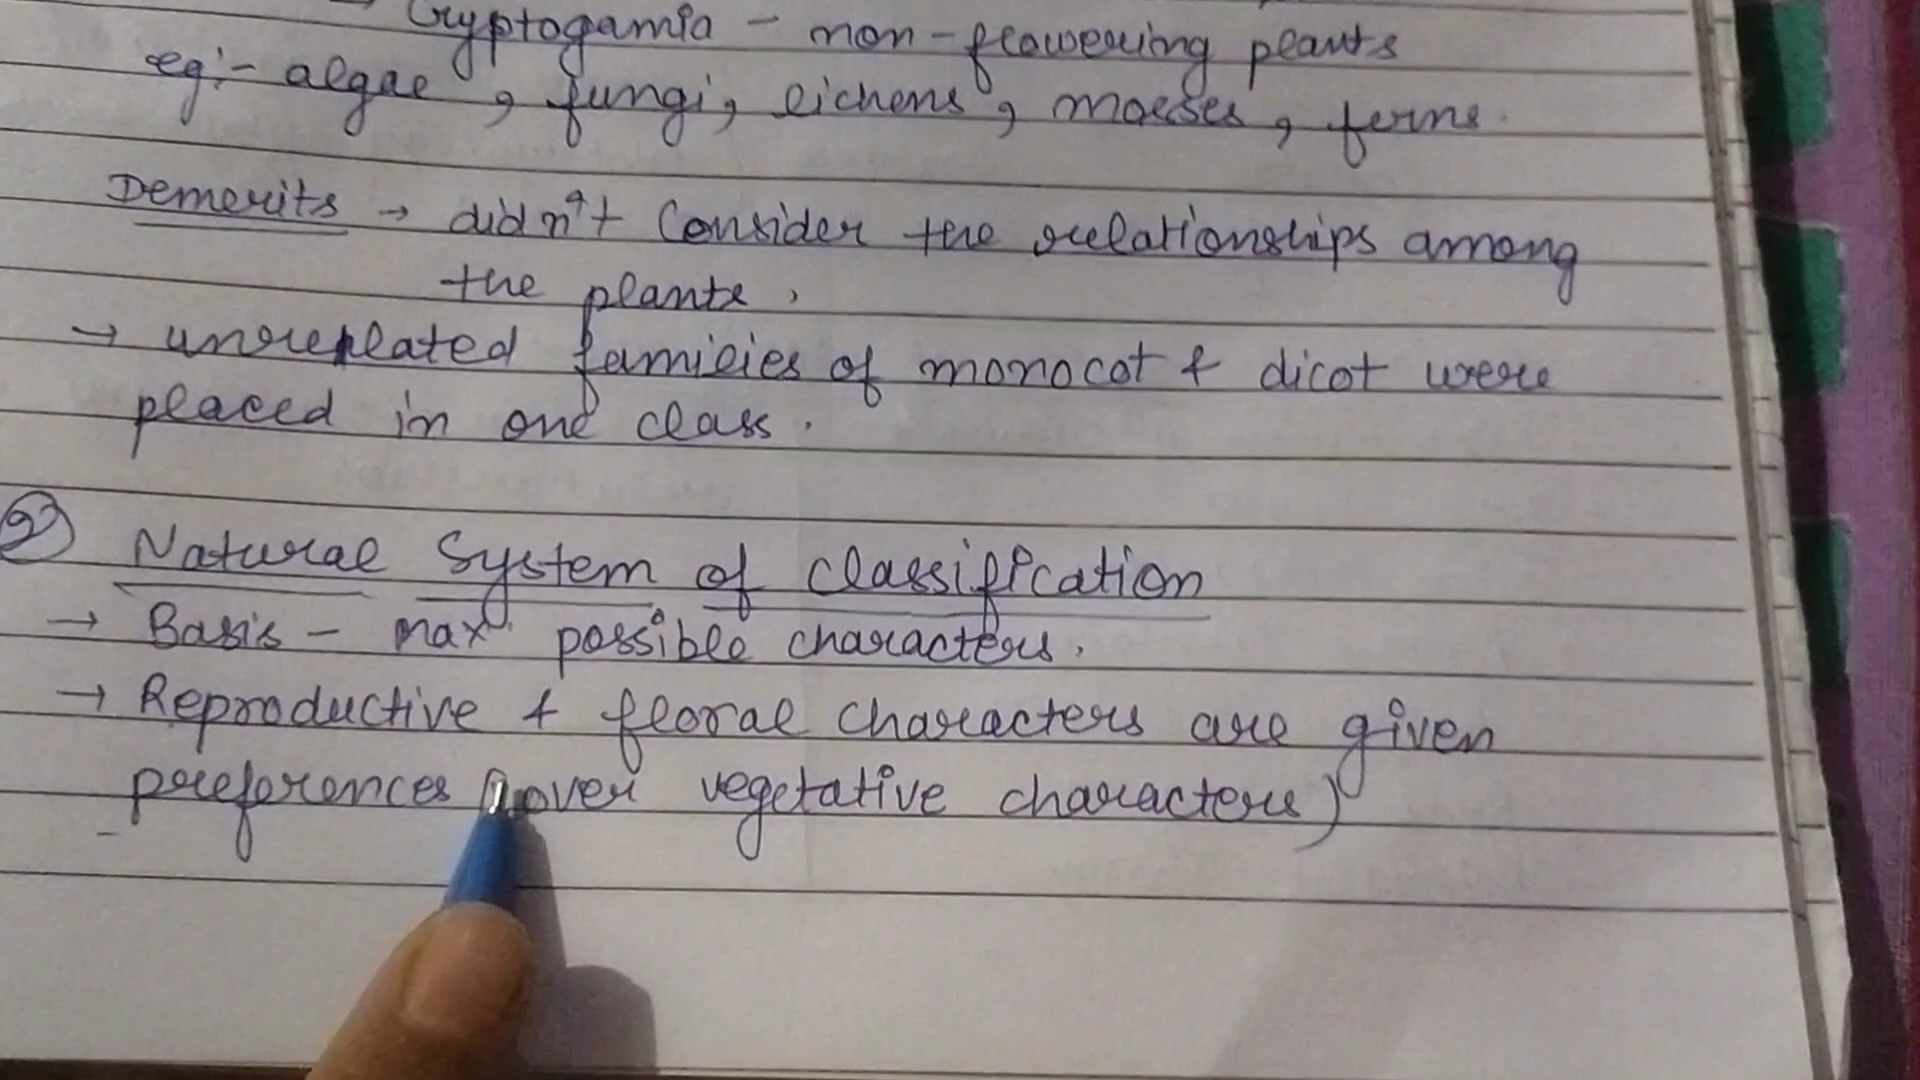 → Cryptogamia - non-flowering plants
eg:- algae, fungi, lichens, mosses, ferns.
Demerits → didn't Consider the relationships among
the plants.
→ unrelated families of monocot & dicot were
placed in one class.
2) Natural System of classification
→ Basis - max. possible characters.
→ Reproductive & floral characters are given
preferences (over vegetative characters)